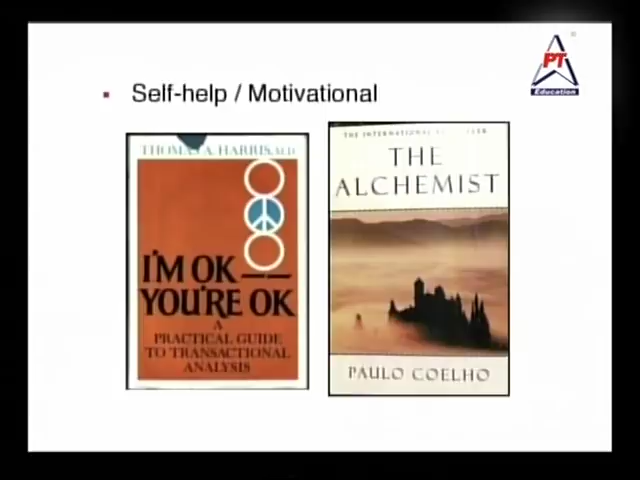 PT
Education
Self-help / Motivational
THOMAS A. HARRIS, M.D.
I'M OK —
YOU'RE OK
A
PRACTICAL GUIDE
TO TRANSACTIONAL
ANALYSIS
THE INTERNATIONAL
THE
ALCHEMIST
PAULO COELHO